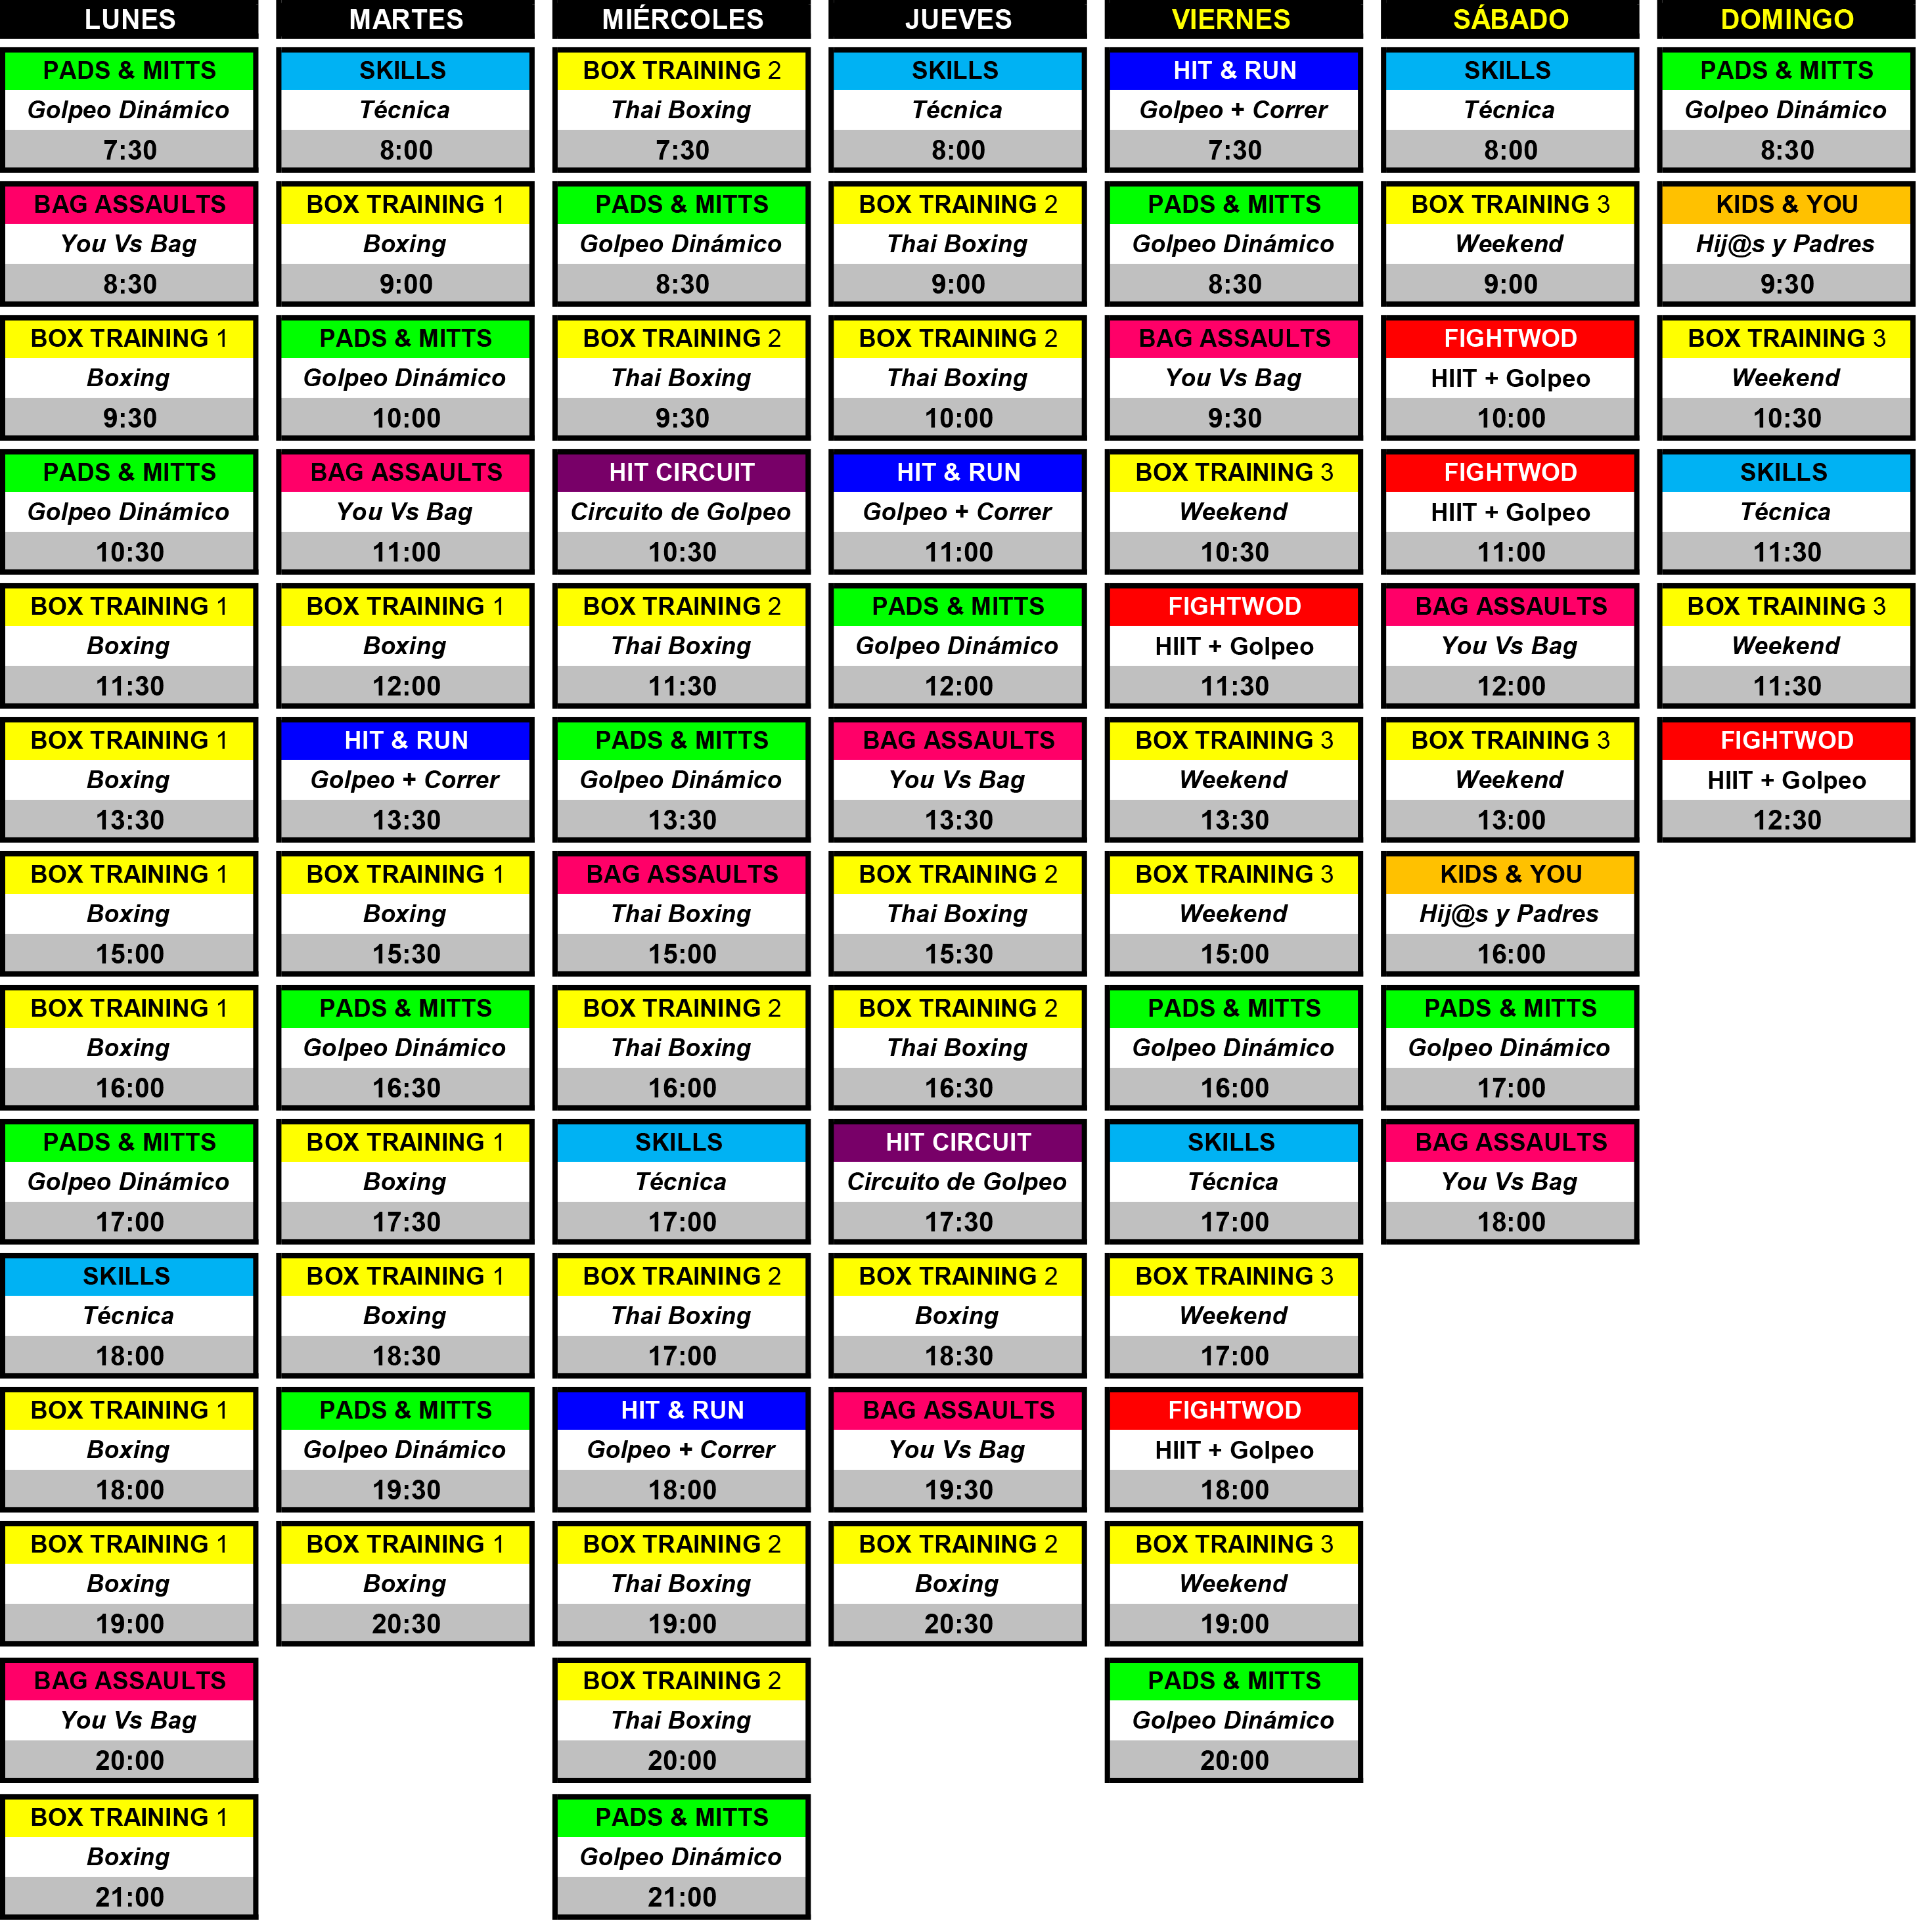 LUNES MARTES MIÉRCOLES JUEVES VIERNES SÁBADO DOMINGO
PADS & MITTS SKILLS BOX TRAINING 2 SKILLS HIT & RUN SKILLS PADS & MITTS
Golpeo Dinámico Técnica Thai Boxing Técnica Golpeo + Correr Técnica Golpeo Dinámico
7:30 8:00 7:30 8:00 7:30 8:00 8:30
BAG ASSAULTS BOX TRAINING 1 PADS & MITTS BOX TRAINING 2 PADS & MITTS BOX TRAINING 3 KIDS & YOU
You Vs Bag Boxing Golpeo Dinámico Thai Boxing Golpeo Dinámico Weekend Hij@s y Padres
8:30 9:00 8:30 9:00 8:30 9:00 9:30
BOX TRAINING 1 PADS & MITTS BOX TRAINING 2 BOX TRAINING 2 BAG ASSAULTS FIGHTWOD BOX TRAINING 3
Boxing Golpeo Dinámico Thai Boxing Thai Boxing You Vs Bag HIIT + Golpeo Weekend
9:30 10:00 9:30 10:00 9:30 10:00 10:30
PADS & MITTS BAG ASSAULTS HIT CIRCUIT HIT & RUN BOX TRAINING 3 FIGHTWOD SKILLS
Golpeo Dinámico You Vs Bag Circuito de Golpeo Golpeo + Correr Weekend HIIT + Golpeo Técnica
10:30 11:00 10:30 11:00 10:30 11:00 11:30
BOX TRAINING 1 BOX TRAINING 1 BOX TRAINING 2 PADS & MITTS FIGHTWOD BAG ASSAULTS BOX TRAINING 3
Boxing Boxing Thai Boxing Golpeo Dinámico HIIT + Golpeo You Vs Bag Weekend
11:30 12:00 11:30 12:00 11:30 12:00 11:30
BOX TRAINING 1 HIT & RUN PADS & MITTS BAG ASSAULTS BOX TRAINING 3 BOX TRAINING 3 FIGHTWOD
Boxing Golpeo + Correr Golpeo Dinámico You Vs Bag Weekend Weekend HIIT + Golpeo
13:30 13:30 13:30 13:30 13:30 13:00 12:30
BOX TRAINING 1 BOX TRAINING 1 BAG ASSAULTS BOX TRAINING 2 BOX TRAINING 3 KIDS & YOU
Boxing Boxing Thai Boxing Thai Boxing Weekend Hij@s y Padres
15:00 15:30 15:00 15:30 15:00 16:00
BOX TRAINING 1 PADS & MITTS BOX TRAINING 2 BOX TRAINING 2 PADS & MITTS PADS & MITTS
Boxing Golpeo Dinámico Thai Boxing Thai Boxing Golpeo Dinámico Golpeo Dinámico
16:00 16:30 16:00 16:30 16:00 17:00
PADS & MITTS BOX TRAINING 1 SKILLS HIT CIRCUIT SKILLS BAG ASSAULTS
Golpeo Dinámico Boxing Técnica Circuito de Golpeo Técnica You Vs Bag
17:00 17:30 17:00 17:30 17:00 18:00
SKILLS BOX TRAINING 1 BOX TRAINING 2 BOX TRAINING 2 BOX TRAINING 3
Técnica Boxing Thai Boxing Boxing Weekend
18:00 18:30 17:00 18:30 17:00
BOX TRAINING 1 PADS & MITTS HIT & RUN BAG ASSAULTS FIGHTWOD
Boxing Golpeo Dinámico Golpeo + Correr You Vs Bag HIIT + Golpeo
18:00 19:30 18:00 19:30 18:00
BOX TRAINING 1 BOX TRAINING 1 BOX TRAINING 2 BOX TRAINING 2 BOX TRAINING 3
Boxing Boxing Thai Boxing Boxing Weekend
19:00 20:30 19:00 20:30 19:00
BAG ASSAULTS BOX TRAINING 2 PADS & MITTS
You Vs Bag Thai Boxing Golpeo Dinámico
20:00 20:00 20:00
BOX TRAINING 1 PADS & MITTS
Boxing Golpeo Dinámico
21:00 21:00